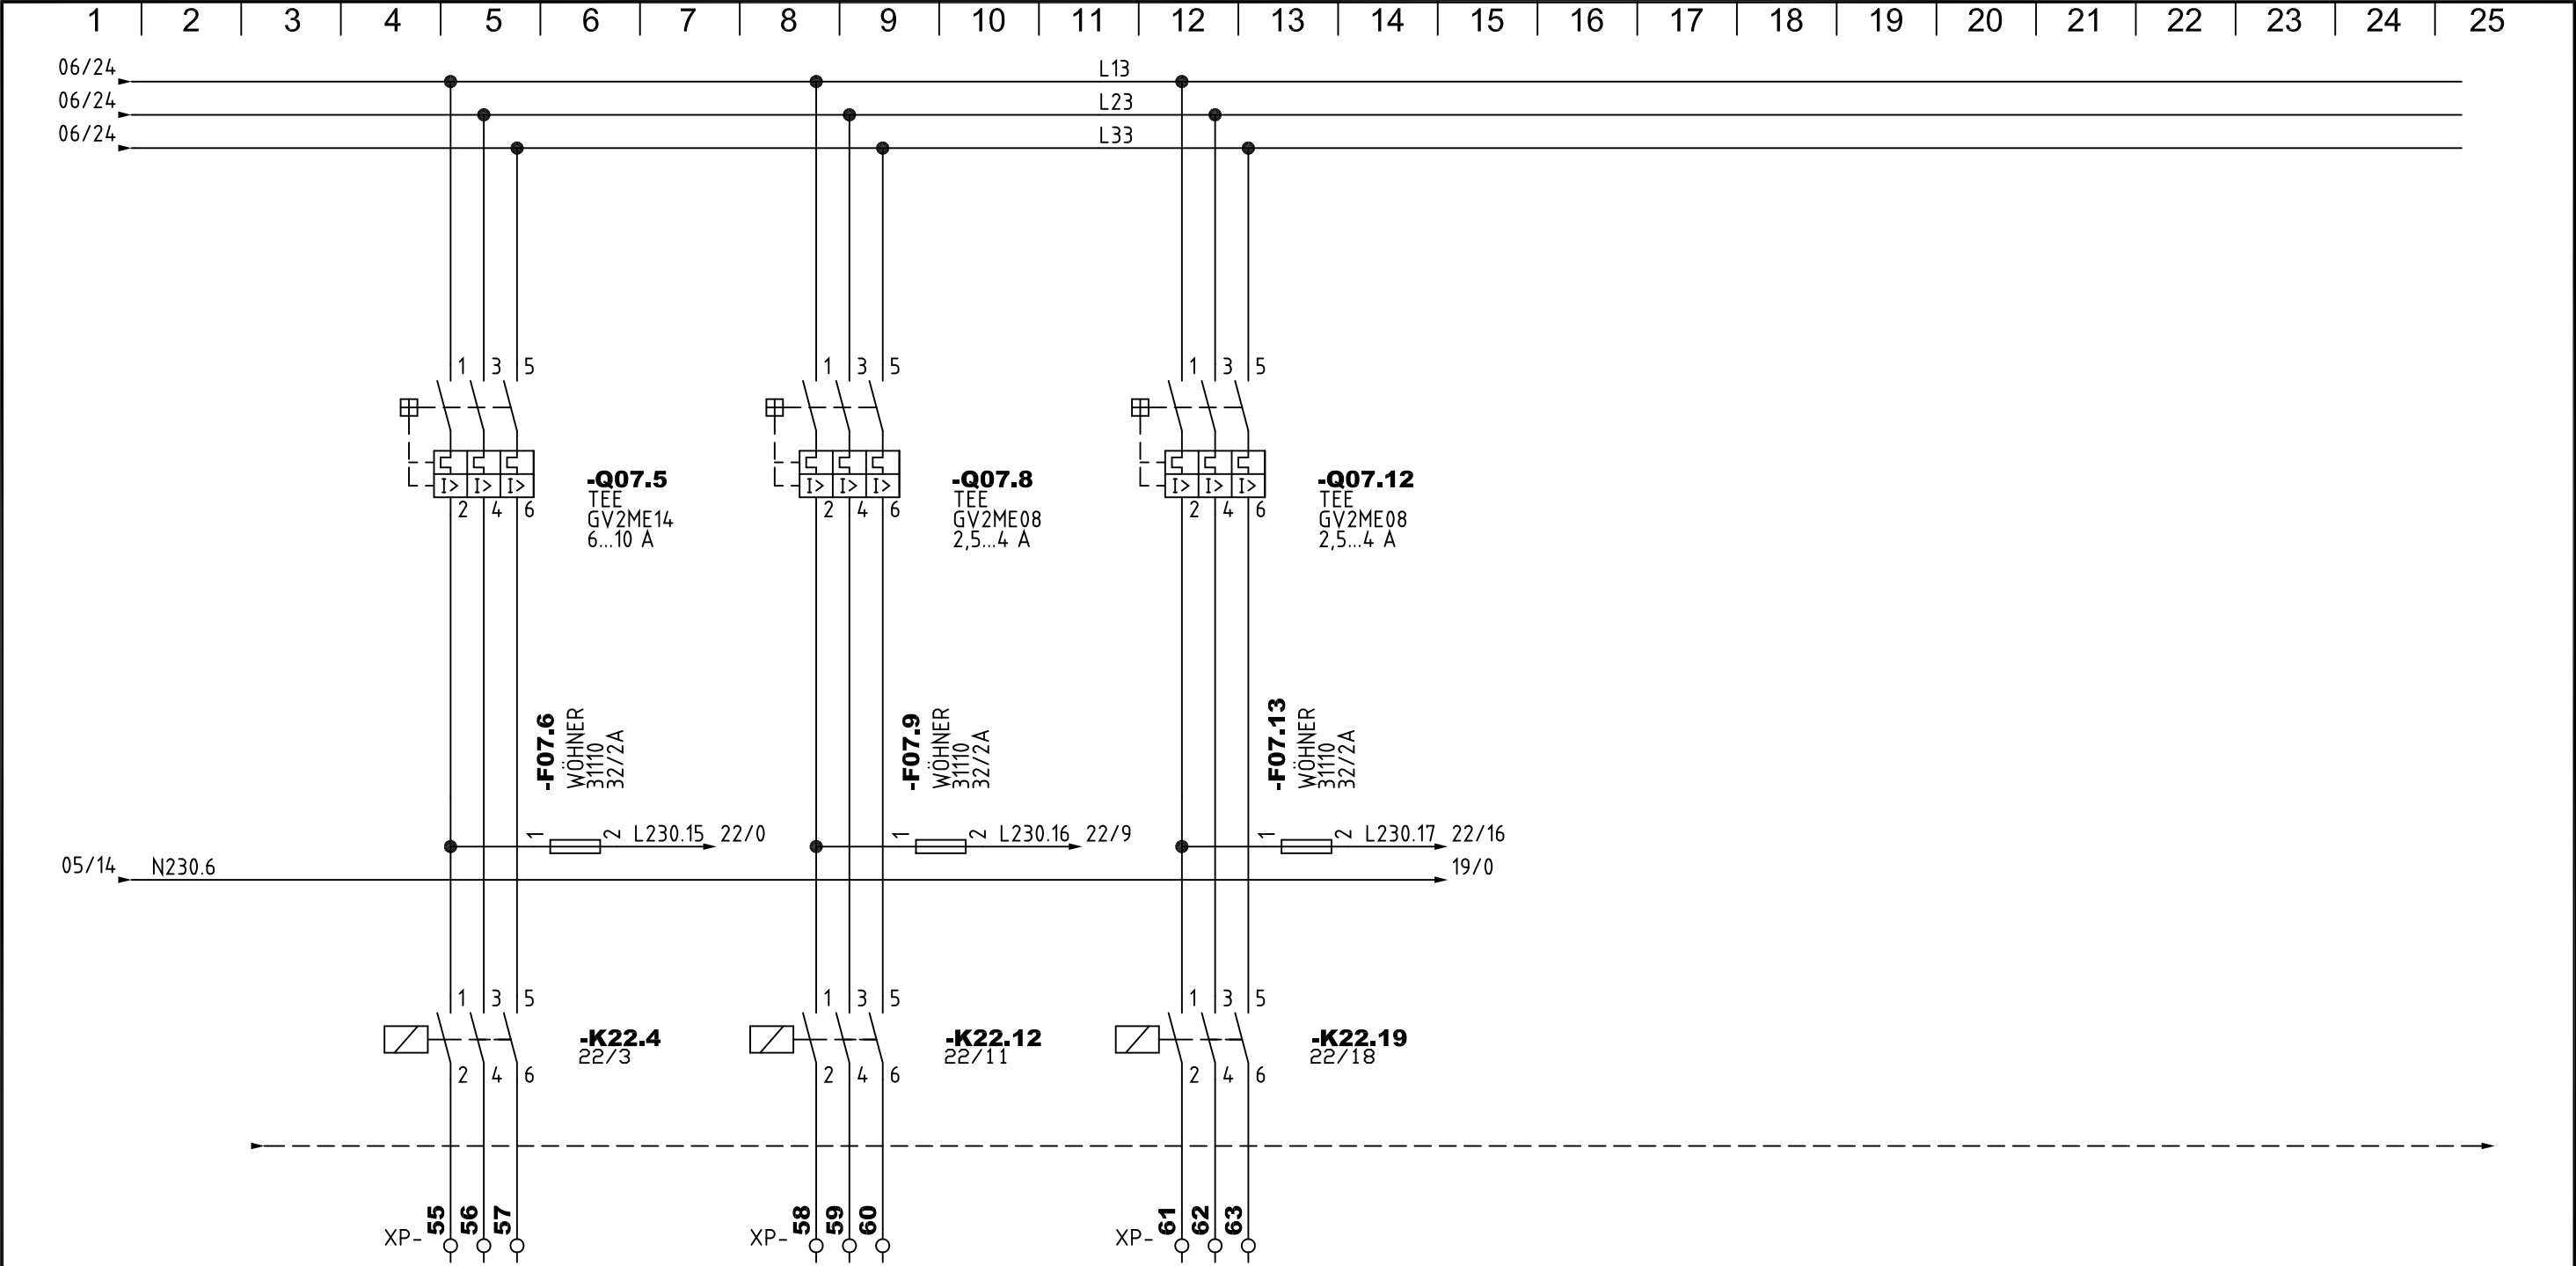 1 2 3 4 5 6 7 8 9 10 11 12 13 14 15 16 17 18 19 20 21 22 23 24 25
06/24 L13
06/24 L23
06/24 L33
1 3 5
1 3 5
1 3 5
-Q07.5
TEE
GV2ME14
6...10 A
-Q07.8
TEE
GV2ME08
2,5...4 A
-Q07.12
TEE
GV2ME08
2,5...4 A
I> I> I>
I> I> I>
I> I> I>
2 4 6
2 4 6
2 4 6
-F07.6
WÖHNER
31110
32/2A
-F07.9
WÖHNER
31110
32/2A
-F07.13
WÖHNER
31110
32/2A
1 2 L230.15 22/0
1 2 L230.16 22/9
1 2 L230.17 22/16
05/14 N230.6 19/0
1 3 5
1 3 5
1 3 5
-K22.4
22/3
-K22.12
22/11
-K22.19
22/18
2 4 6
2 4 6
2 4 6
XP- 55 56 57
XP- 58 59 60
XP- 61 62 63